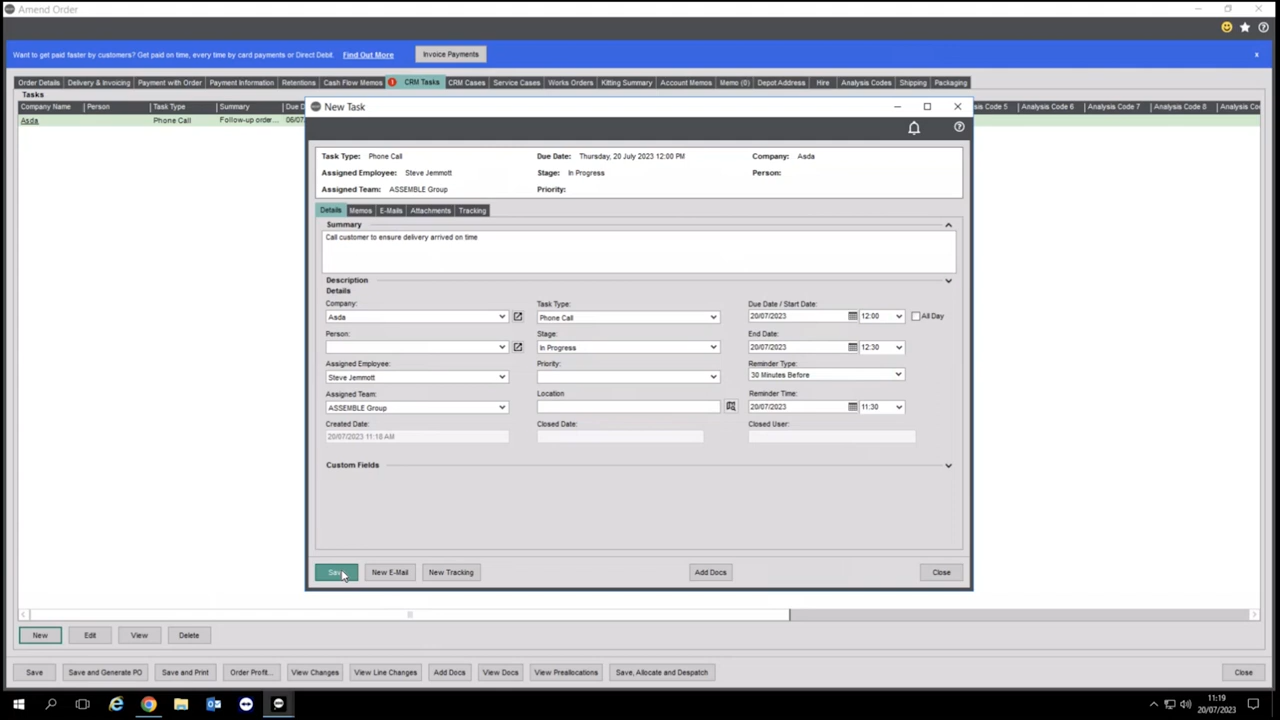 Amend Order
Want to get paid faster by customers? Get paid on time, every time by card payments or Direct Debit. Find Out More Invoice Payments x
Order Details Delivery & Invoicing Payment with Order Payment Information Retentions Cash Flow Memos CRM Tasks CRM Cases Service Cases Works Orders Kitting Summary Account Memos Memo (0) Depot Address Hire Analysis Codes Shipping Packaging
Tasks
Company Name Person Task Type Summary Due D
Analysis Code 6 Analysis Code 7 Analysis Code 8 Analysis Co
Asda Phone Call Follow-up order... 06/07
New Task
Task Type: Phone Call Due Date: Thursday, 20 July 2023 12:00 PM Company: Asda
Assigned Employee: Steve Jemmott Stage: In Progress Person:
Assigned Team: ASSEMBLE Group Priority:
Details Memos E-Mails Attachments Tracking
Summary
Call customer to ensure delivery arrived on time
Description
Details
Company: Task Type: Due Date / Start Date:
Asda Phone Call 20/07/2023 12:00 All Day
Person: Stage: End Date:
In Progress 20/07/2023 12:30
Assigned Employee: Priority: Reminder Type:
Steve Jemmott 30 Minutes Before
Assigned Team: Location Reminder Time:
ASSEMBLE Group 20/07/2023 11:30
Created Date: Closed Date: Closed User:
20/07/2023 11:18 AM
Custom Fields
Save New E-Mail New Tracking Add Docs Close
New Edit View Delete
Save Save and Generate PO Save and Print Order Profit... View Changes View Line Changes Add Docs View Docs View Preallocations Save, Allocate and Despatch Close
11:19
20/07/2023